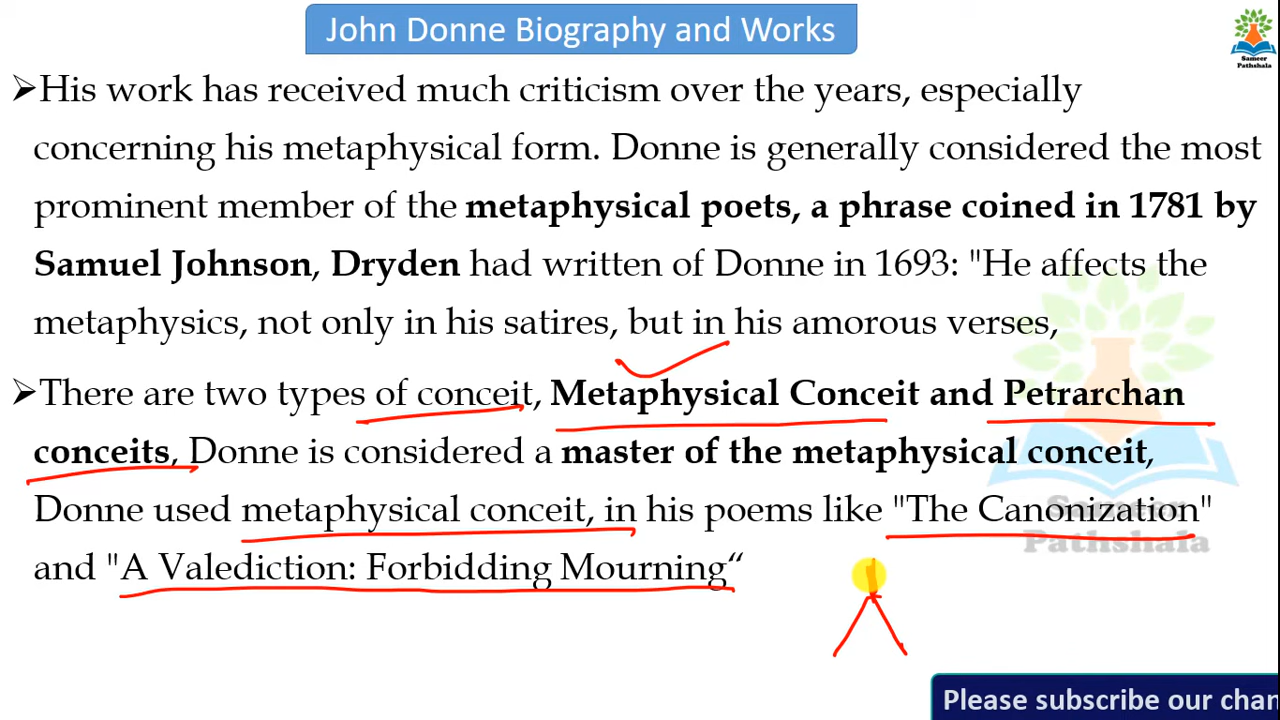 John Donne Biography and Works
Sameer
Pathshala
➢His work has received much criticism over the years, especially
concerning his metaphysical form. Donne is generally considered the most
prominent member of the metaphysical poets, a phrase coined in 1781 by
Samuel Johnson, Dryden had written of Donne in 1693: "He affects the
metaphysics, not only in his satires, but in his amorous verses,
➢There are two types of conceit, Metaphysical Conceit and Petrarchan
conceits, Donne is considered a master of the metaphysical conceit,
Donne used metaphysical conceit, in his poems like "The Canonization"
and "A Valediction: Forbidding Mourning“
Sameer
Pathshala
Please subscribe our chan